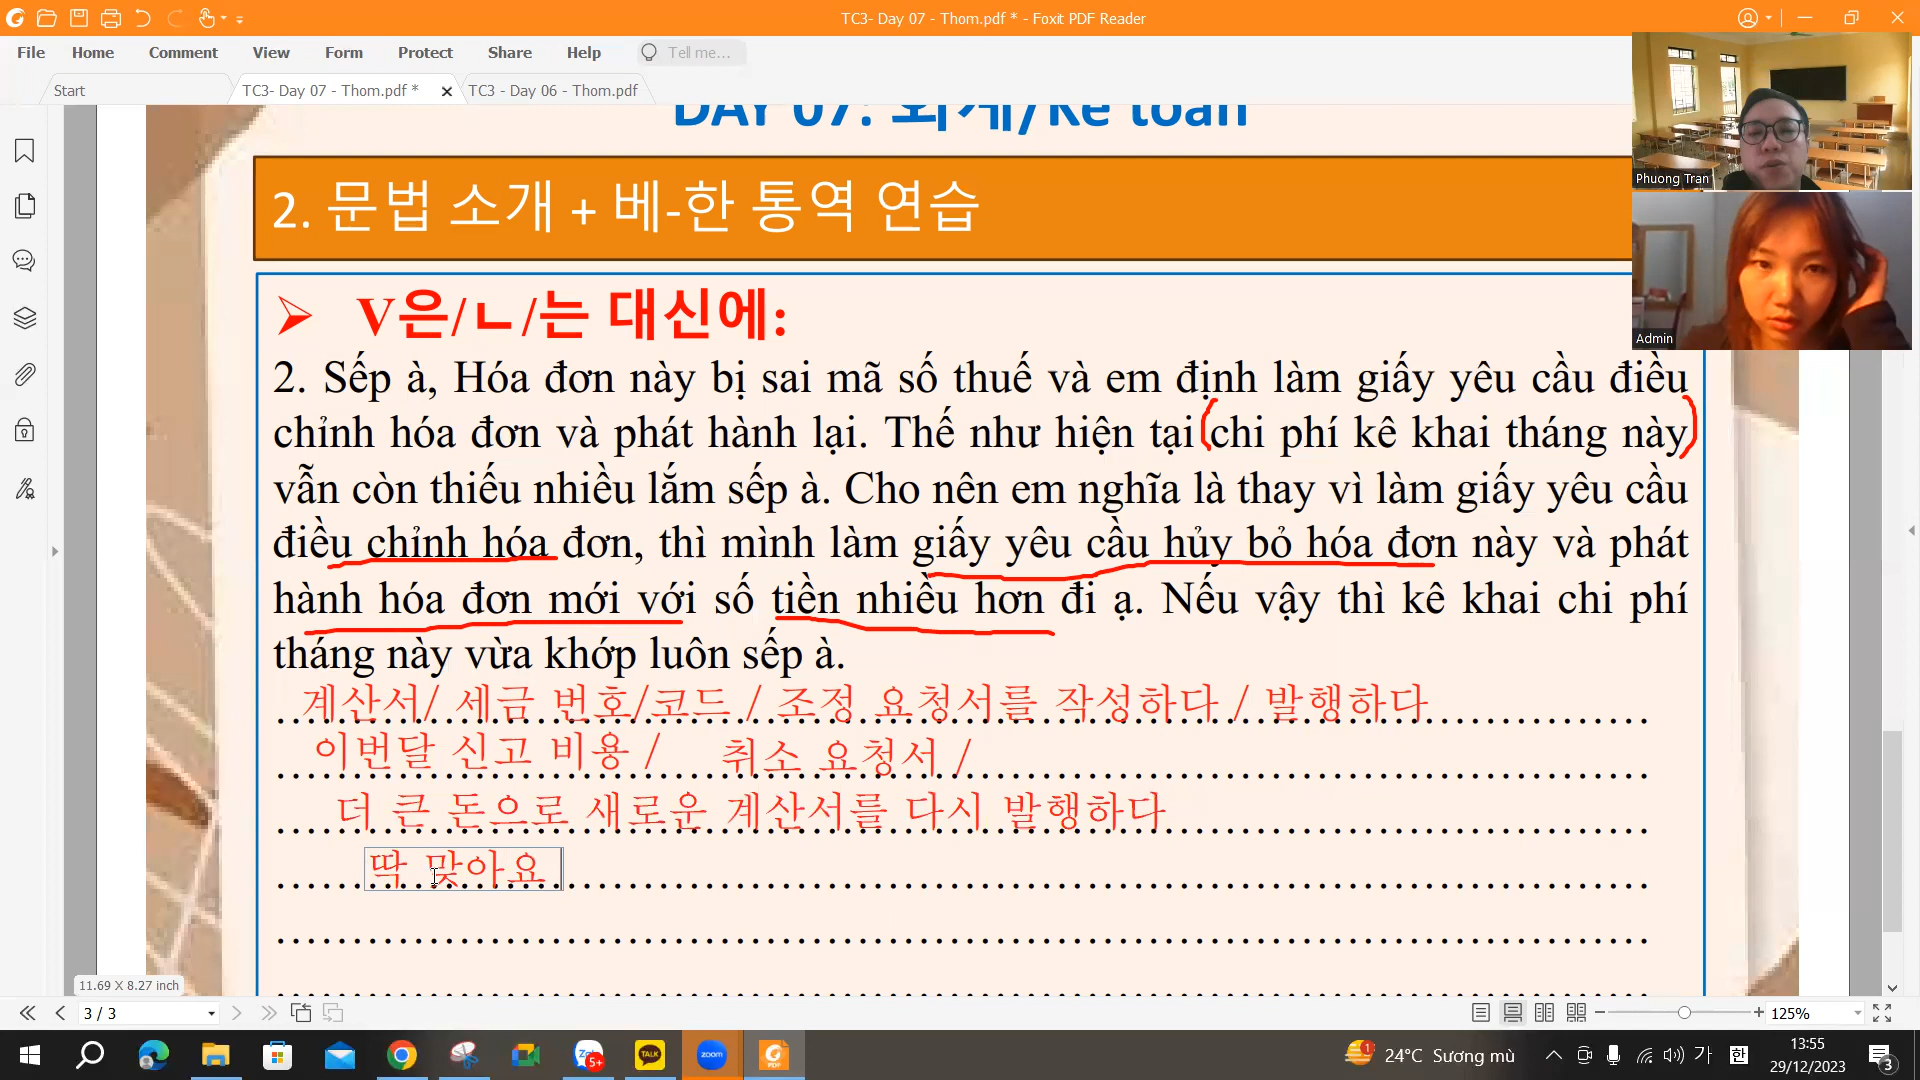 TC3- Day 07 - Thom.pdf * - Foxit PDF Reader
File Home Comment View Form Protect Share Help Tell me...
Start TC3- Day 07 - Thom.pdf * TC3 - Day 06 - Thom.pdf
DAY 07: 회계/Kế toán
2. 문법 소개 + 베-한 통역 연습
Phuong Tran
Admin
V은/ㄴ/는 대신에:
2. Sếp à, Hóa đơn này bị sai mã số thuế và em định làm giấy yêu cầu điều
chỉnh hóa đơn và phát hành lại. Thế như hiện tại chi phí kê khai tháng này
vẫn còn thiếu nhiều lắm sếp à. Cho nên em nghĩa là thay vì làm giấy yêu cầu
điều chỉnh hóa đơn, thì mình làm giấy yêu cầu hủy bỏ hóa đơn này và phát
hành hóa đơn mới với số tiền nhiều hơn đi ạ. Nếu vậy thì kê khai chi phí
tháng này vừa khớp luôn sếp à.
계산서/ 세금 번호/코드 / 조정 요청서를 작성하다 / 발행하다
이번달 신고 비용 / 취소 요청서 /
더 큰 돈으로 새로운 계산서를 다시 발행하다
딱 맞아요
11.69 X 8.27 inch
3 / 3
125%
24°C Sương mù
가 한
13:55
29/12/2023
3